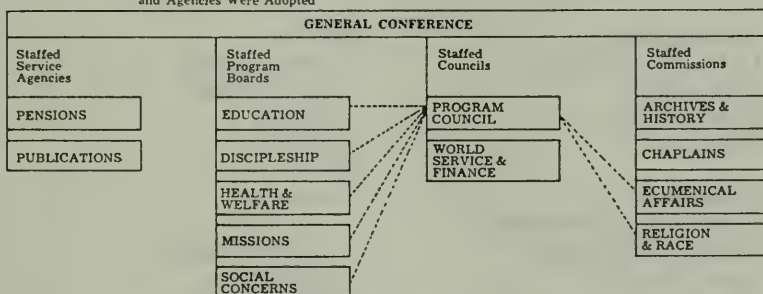 and Agencies Were Adopted
GENERAL CONFERENCE
Staffed
Service
Agencies
PENSIONS
PUBLICATIONS
Staffed
Program
Boards
EDUCATION
DISCIPLESHIP
HEALTH &
WELFARE
MISSIONS
SOCIAL
CONCERNS
Staffed
Councils
PROGRAM
COUNCIL
WORLD
SERVICE &
FINANCE
Staffed
Commissions
ARCHIVES &
HISTORY
CHAPLAINS
ECUMENICAL
AFFAIRS
RELIGION
& RACE